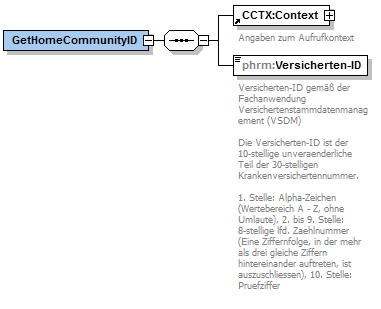 CCTX:Context
Angaben zum Aufrufkontext
GetHomeCommunityID
phrm:Versicherten-ID
Versicherten-ID gemäß der
Fachanwendung
Versichertenstammdatenmanag
ement (VSDM)
Die Versicherten-ID ist der
10-stellige unveraenderliche
Teil der 30-stelligen
Krankenversichertennummer.
1. Stelle: Alpha-Zeichen
(Wertebereich A - Z, ohne
Umlaute), 2. bis 9. Stelle:
8-stellige lfd. Zaehlnummer
(Eine Ziffernfolge, in der mehr
als drei gleiche Ziffern
hintereinander auftreten, ist
auszuschliessen), 10. Stelle:
Pruefziffer